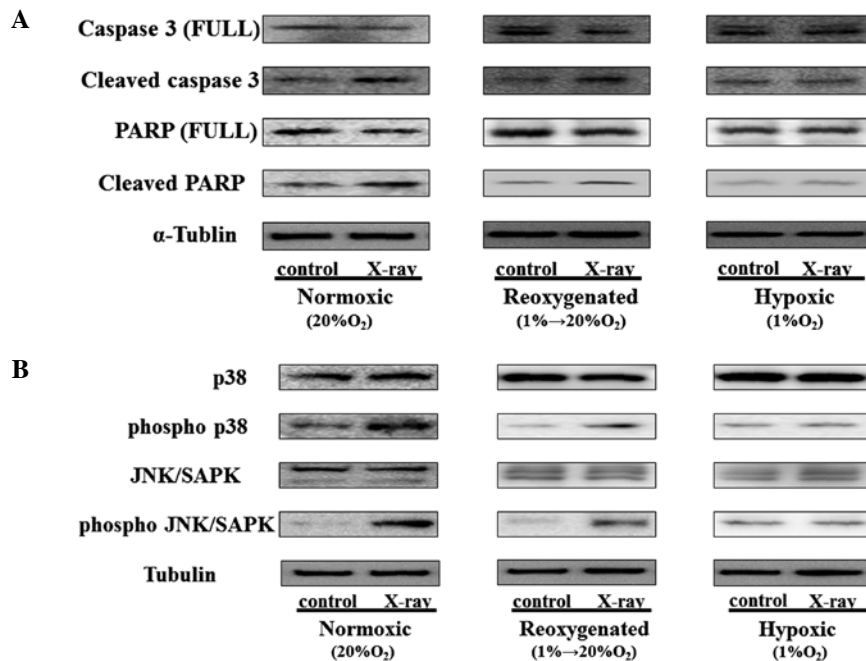 A
Caspase 3 (FULL)
Cleaved caspase 3
PARP (FULL)
Cleaved PARP
α-Tublin
control X-ray control X-ray control X-ray
Normoxic Reoxygenated Hypoxic
(20%O₂) (1%→20%O₂) (1%O₂)
B
p38
phospho p38
JNK/SAPK
phospho JNK/SAPK
Tubulin
control X-ray control X-ray control X-ray
Normoxic Reoxygenated Hypoxic
(20%O₂) (1%→20%O₂) (1%O₂)